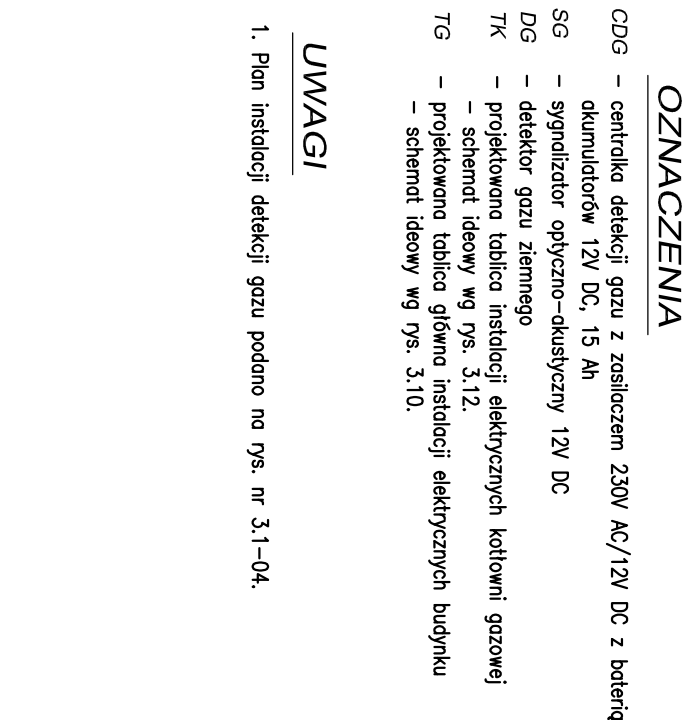 OZNACZENIA
CDG - centralka detekcji gazu z zasilaczem 230V AC/12V DC z baterią
akumulatorów 12V DC, 15 Ah
SG - sygnalizator optyczno-akustyczny 12V DC
DG - detektor gazu ziemnego
TK - projektowana tablica instalacji elektrycznych kotłowni gazowej
- schemat ideowy wg rys. 3.12.
TG - projektowana tablica główna instalacji elektrycznych budynku
- schemat ideowy wg rys. 3.10.
UWAGI
1. Plan instalacji detekcji gazu podano na rys. nr 3.1-04.